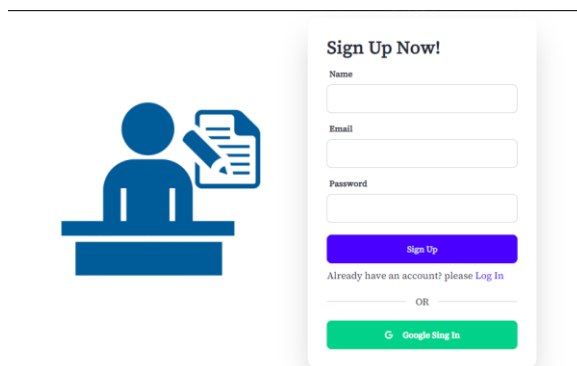 Sign Up Now!
Name
Email
Password
Sign Up
Already have an account? please Log In
OR
G Google Sing In